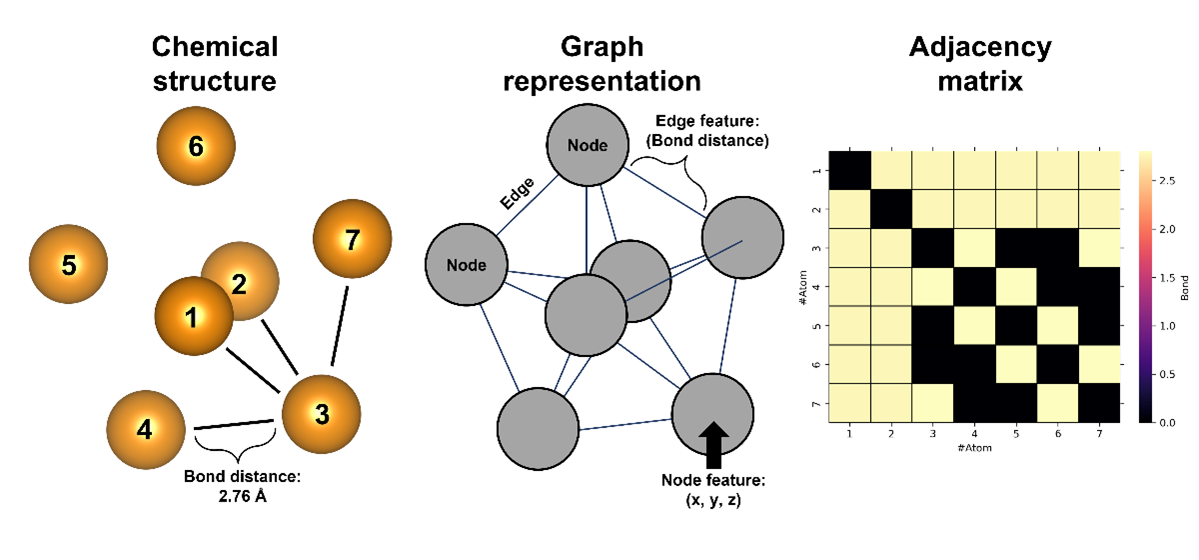 Chemical
structure
6
5
7
2
1
3
4
Bond distance:
2.76 Å
Graph
representation
Edge feature:
(Bond distance)
Node
Edge
Node
Node feature:
(x, y, z)
Adjacency
matrix
#Atom
1
2
3
4
5
6
7
1 2 3 4 5 6 7
#Atom
2.5
2.0
1.5
1.0
0.5
0.0
Band